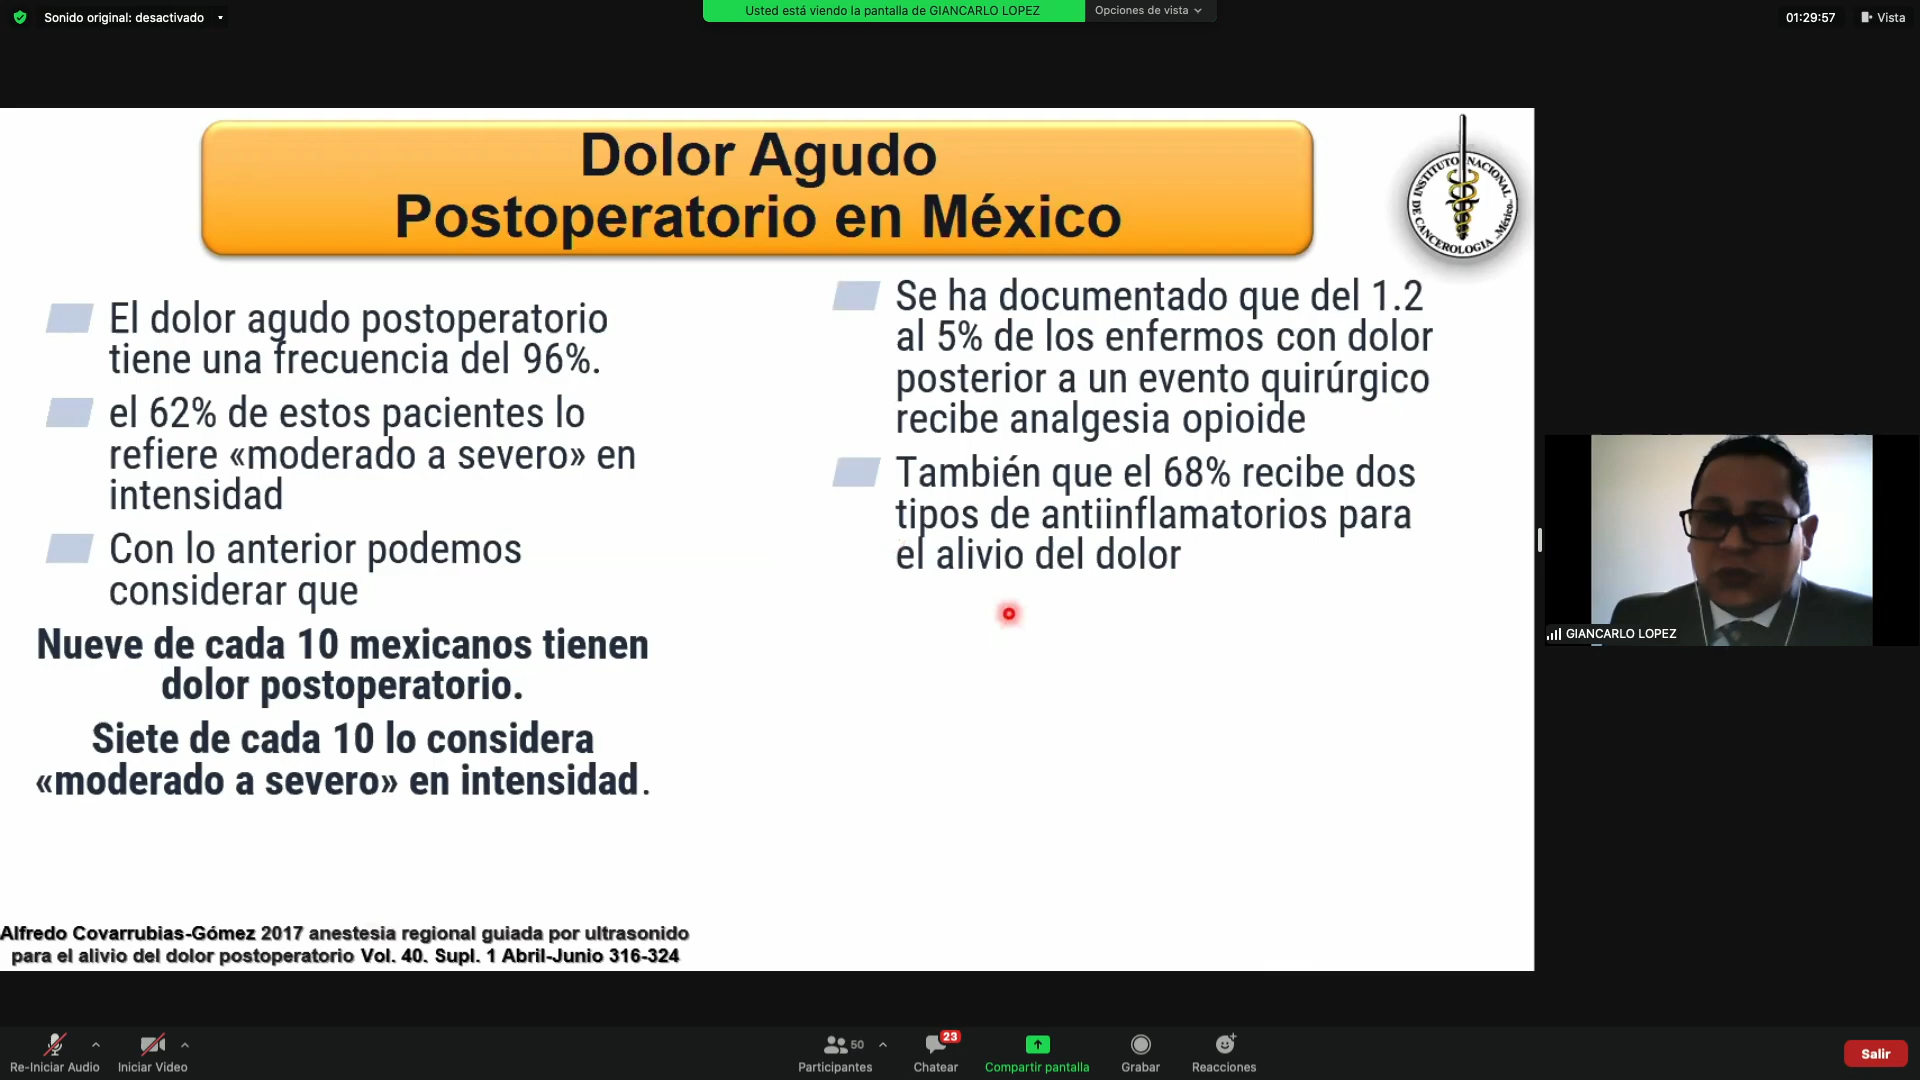 Sonido original: desactivado
Usted está viendo la pantalla de GIANCARLO LOPEZ
Opciones de vista
01:29:57
Vista
Dolor Agudo
Postoperatorio en México
INSTITUTO NACIONAL
DE CANCEROLOGIA
México
El dolor agudo postoperatorio
tiene una frecuencia del 96%.
el 62% de estos pacientes lo
refiere «moderado a severo» en
intensidad
Con lo anterior podemos
considerar que
Nueve de cada 10 mexicanos tienen
dolor postoperatorio.
Siete de cada 10 lo considera
«moderado a severo» en intensidad.
Se ha documentado que del 1.2
al 5% de los enfermos con dolor
posterior a un evento quirúrgico
recibe analgesia opioide
También que el 68% recibe dos
tipos de antiinflamatorios para
el alivio del dolor
GIANCARLO LOPEZ
Alfredo Covarrubias-Gómez 2017 anestesia regional guiada por ultrasonido
para el alivio del dolor postoperatorio Vol. 40. Supl. 1 Abril-Junio 316-324
Re-Iniciar Audio
Iniciar Video
50
Participantes
23
Chatear
Compartir pantalla
Grabar
Reacciones
Salir